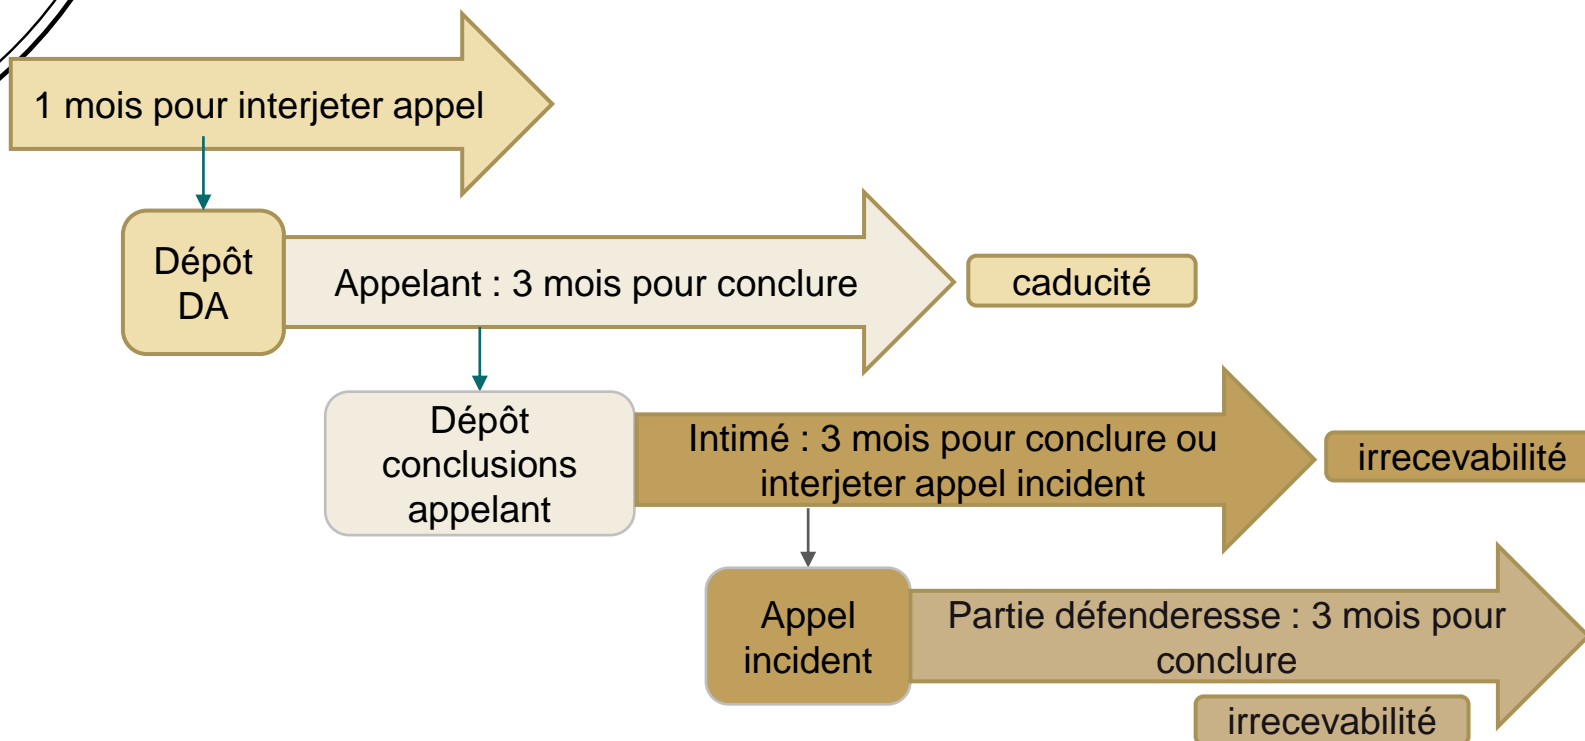 1 mois pour interjeter appel
Dépôt
DA
Appelant : 3 mois pour conclure
caducité
Dépôt
conclusions
appelant
Intimé : 3 mois pour conclure ou
interjeter appel incident
irrecevabilité
Appel
incident
Partie défenderesse : 3 mois pour
conclure
irrecevabilité